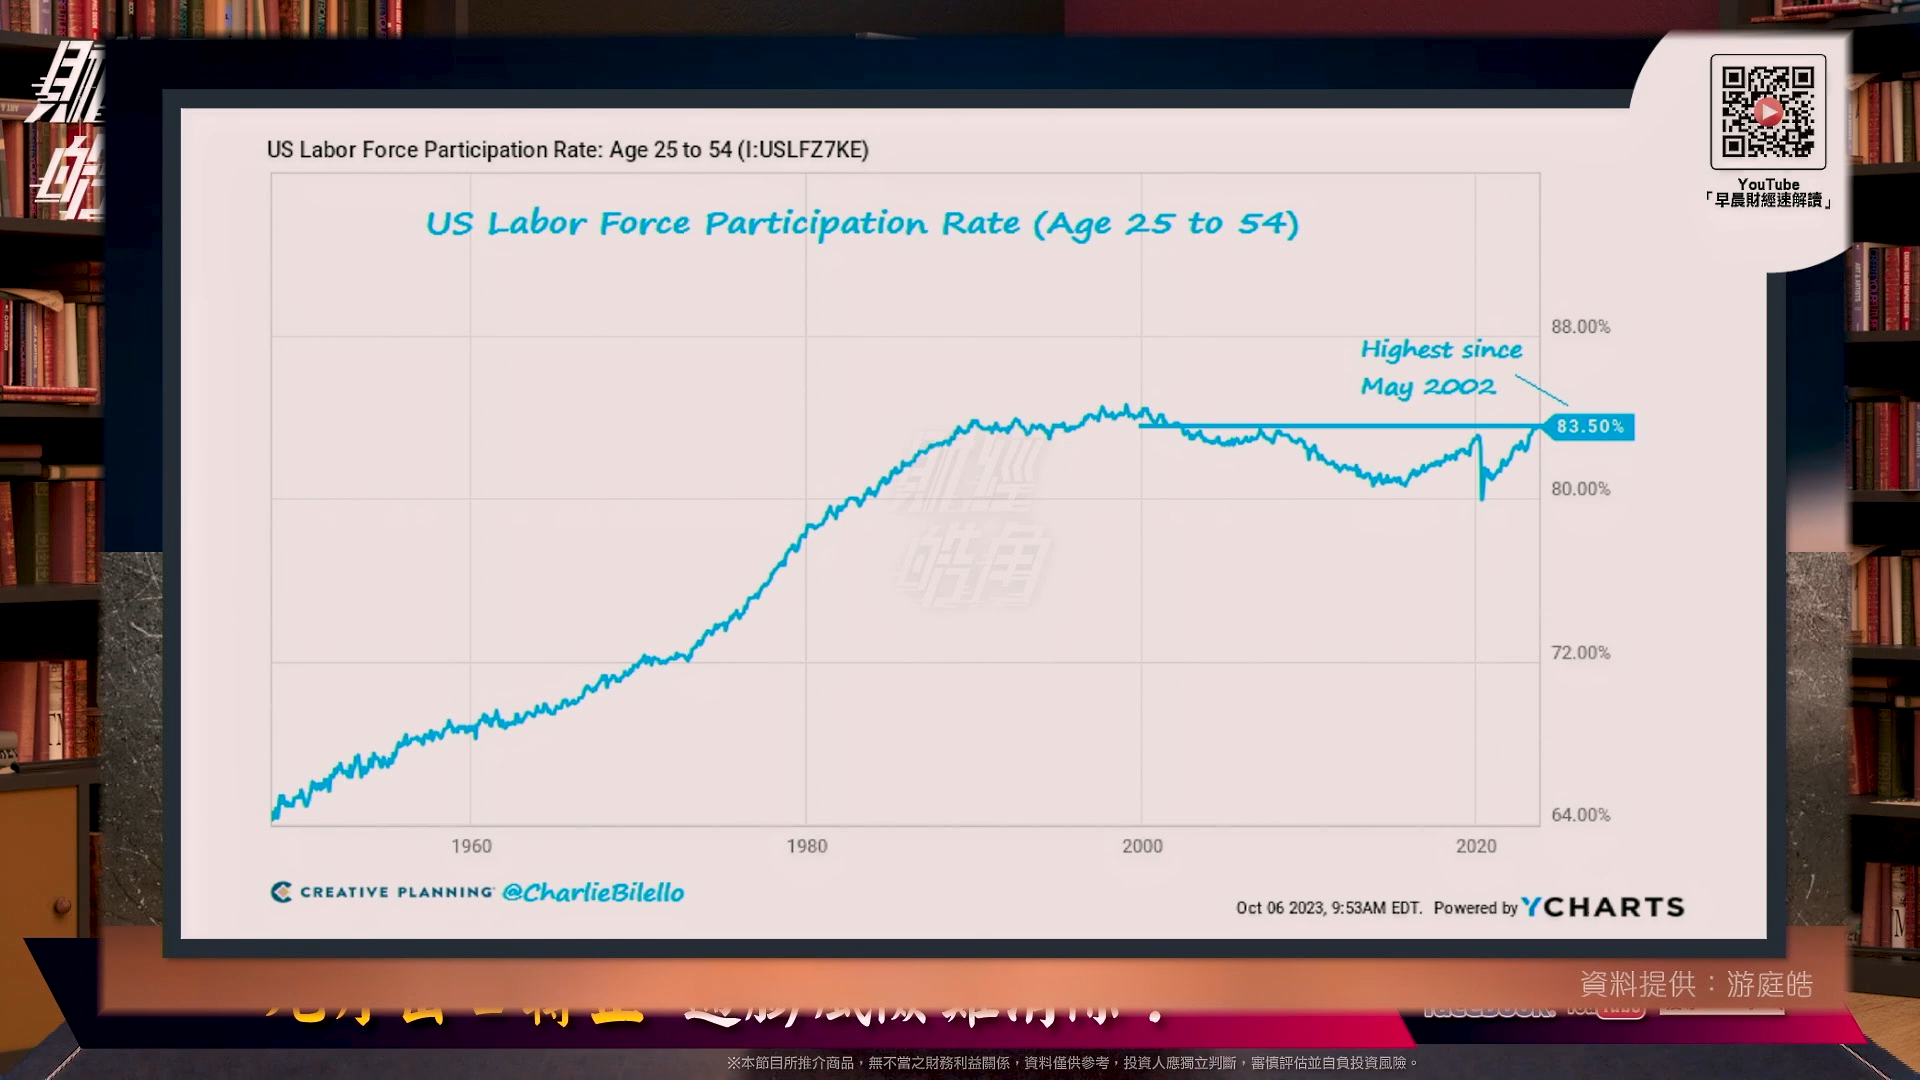 US Labor Force Participation Rate: Age 25 to 54 (I:USLFZ7KE)
US Labor Force Participation Rate (Age 25 to 54)
YouTube
「早晨財經速解讀」
88.00%
Highest since
May 2002
83.50%
80.00%
財經
皓角
72.00%
64.00%
1960 1980 2000 2020
CREATIVE PLANNING @CharlieBilello
Oct 06 2023, 9:53AM EDT. Powered by YCHARTS
資料提供：游庭皓
※本節目所推介商品，無不當之財務利益關係，資料僅供參考，投資人應獨立判斷，審慎評估並自負投資風險。